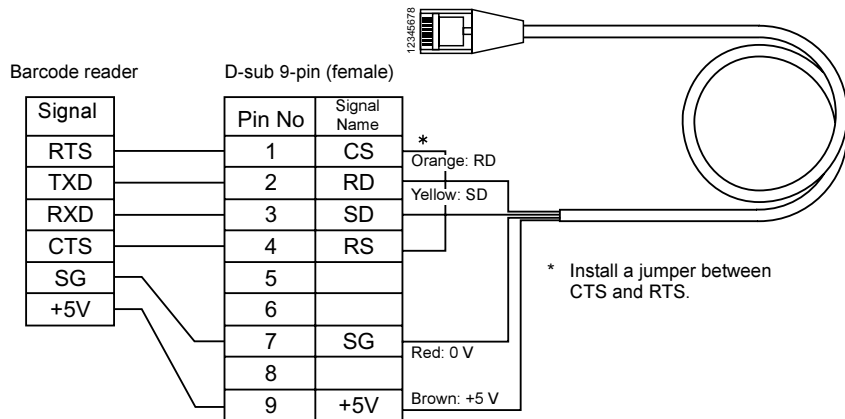 12345678
Barcode reader
D-sub 9-pin (female)
Signal
Pin No
Signal
Name
RTS
1
CS
*
Orange: RD
TXD
2
RD
Yellow: SD
RXD
3
SD
CTS
4
RS
SG
5
* Install a jumper between
CTS and RTS.
+5V
6
7
SG
Red: 0 V
8
9
+5V
Brown: +5 V